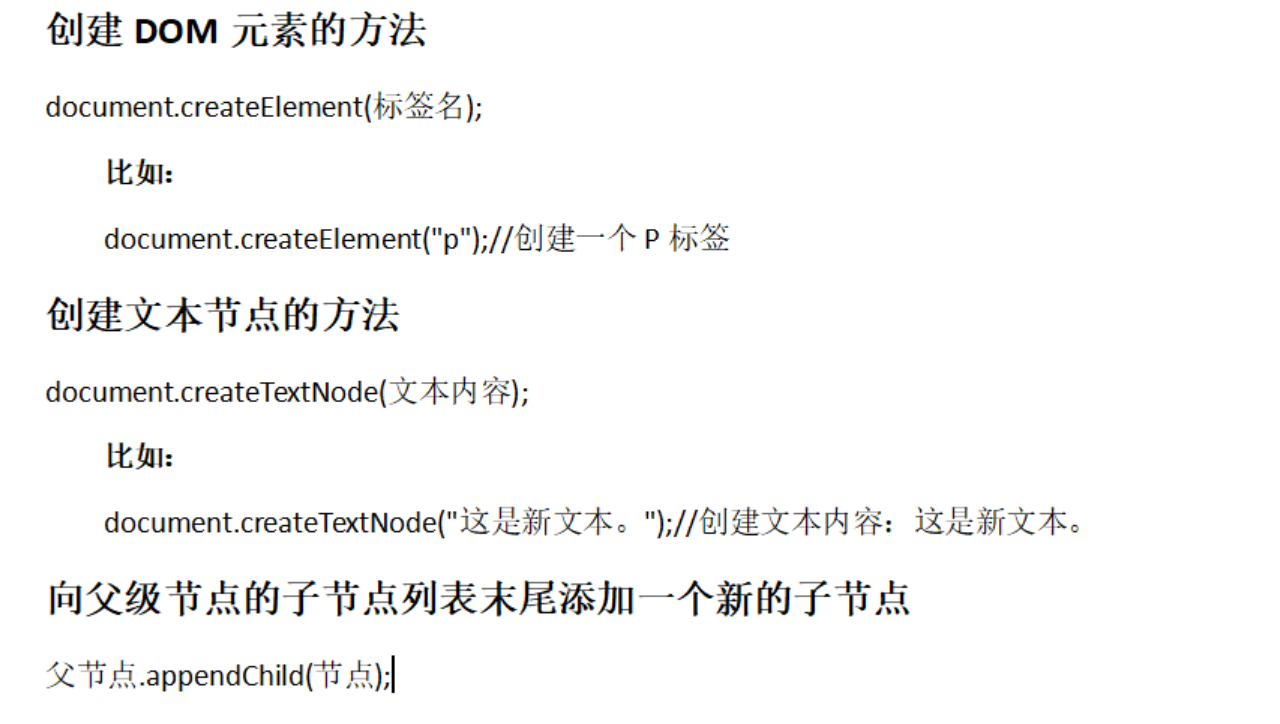 创建 DOM 元素的方法
document.createElement(标签名);
比如：
document.createElement("p");//创建一个 P 标签
创建文本节点的方法
document.createTextNode(文本内容);
比如：
document.createTextNode("这是新文本。");//创建文本内容：这是新文本。
向父级节点的子节点列表末尾添加一个新的子节点
父节点.appendChild(节点);